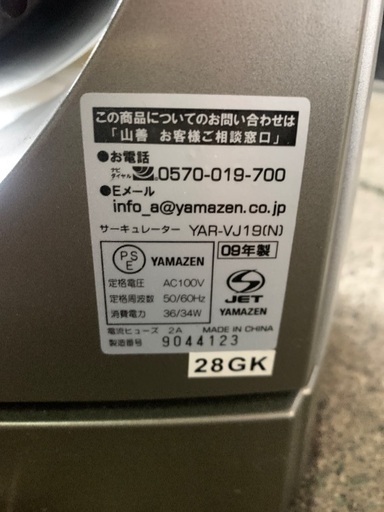 この商品についてのお問い合わせは
「山善 お客様ご相談窓口」
●お電話
ナビダイヤル 0570-019-700
●Eメール
info_a@yamazen.co.jp
サーキュレーター YAR-VJ19(N)
PSE YAMAZEN 09年製
定格電圧 AC100V
定格周波数 50/60Hz
消費電力 36/34W
S JET YAMAZEN
電流ヒューズ 2A MADE IN CHINA
製造番号 9044123
28GK